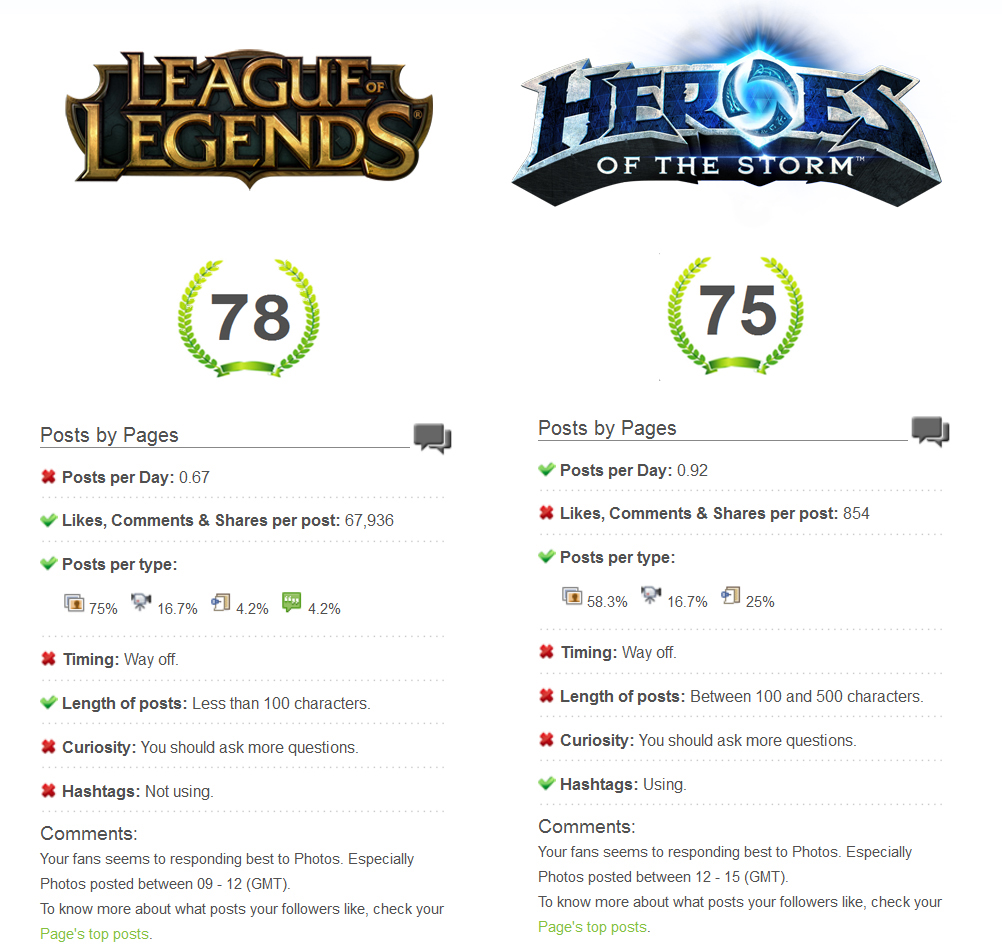 LEAGUE OF
LEGENDS®
78
Posts by Pages
Posts per Day: 0.67
Likes, Comments & Shares per post: 67,936
Posts per type:
75% 16.7% 4.2% 4.2%
Timing: Way off.
Length of posts: Less than 100 characters.
Curiosity: You should ask more questions.
Hashtags: Not using.
Comments:
Your fans seems to responding best to Photos. Especially
Photos posted between 09 - 12 (GMT).
To know more about what posts your followers like, check your
Page's top posts.
HEROES
OF THE STORM™
75
Posts by Pages
Posts per Day: 0.92
Likes, Comments & Shares per post: 854
Posts per type:
58.3% 16.7% 25%
Timing: Way off.
Length of posts: Between 100 and 500 characters.
Curiosity: You should ask more questions.
Hashtags: Using.
Comments:
Your fans seems to responding best to Photos. Especially
Photos posted between 12 - 15 (GMT).
To know more about what posts your followers like, check your
Page's top posts.